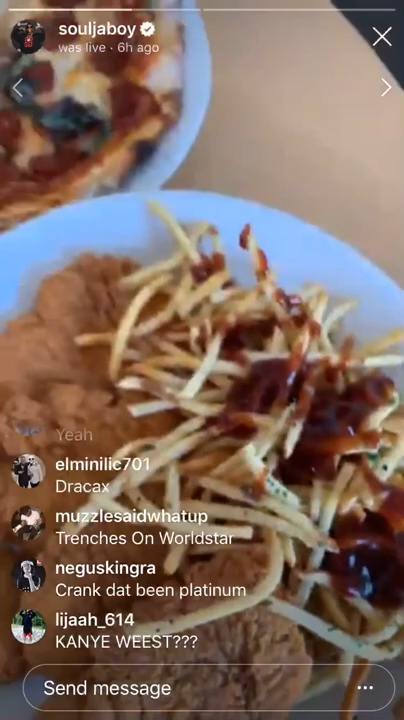 souljaboy
was live · 6h ago
Yeah
elminilic701
Dracax
muzzlesaidwhatup
Trenches On Worldstar
neguskingra
Crank dat been platinum
lijaah_614
KANYE WEEST???
Send message